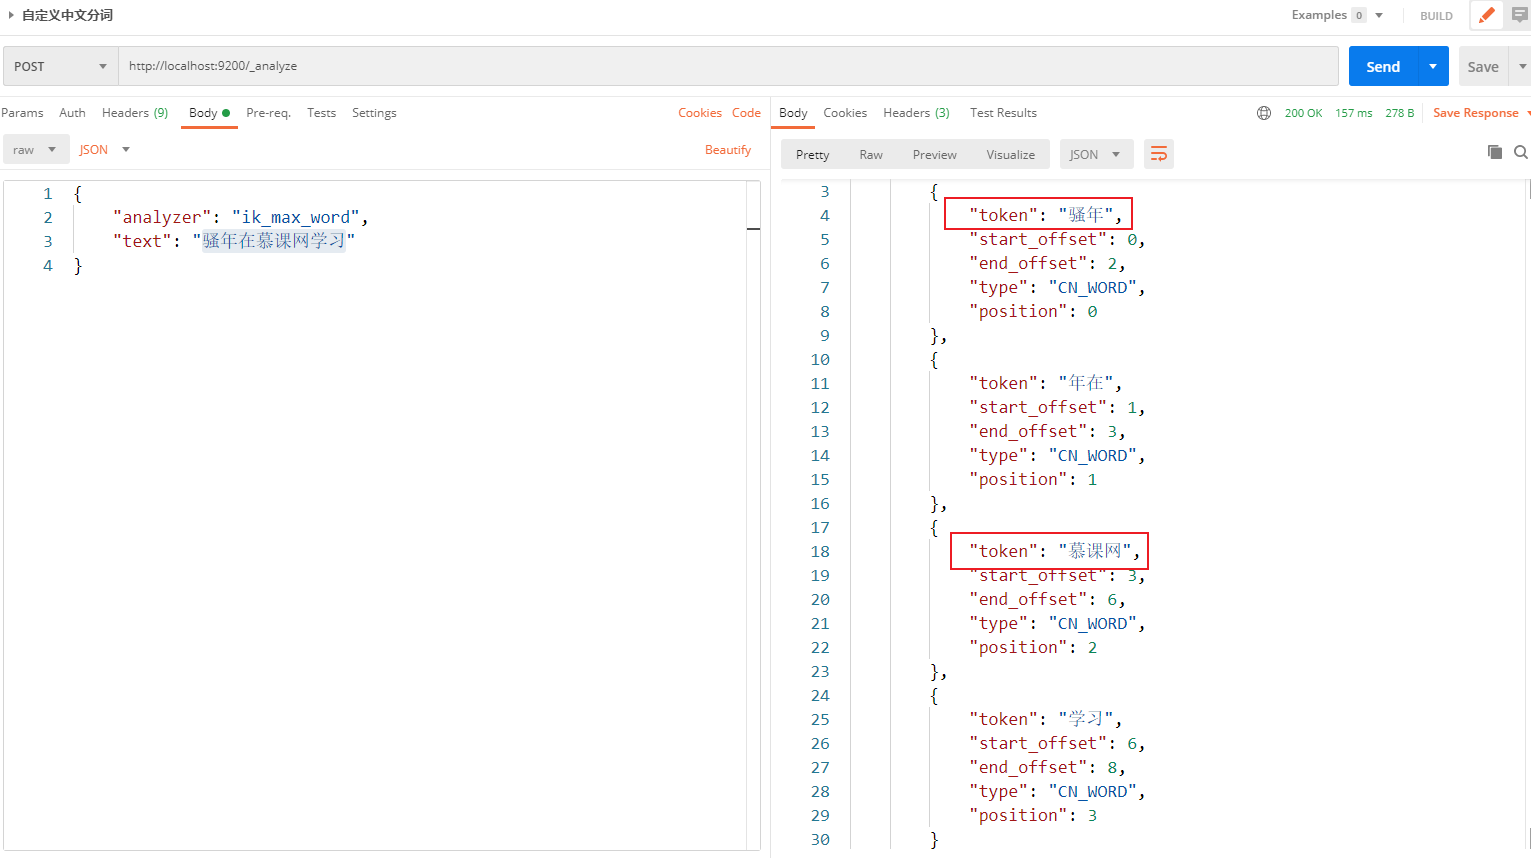 自定义中文分词
Examples 0
BUILD
POST
http://localhost:9200/_analyze
Send
Save
Params Auth Headers (9) Body Pre-req. Tests Settings Cookies Code
raw JSON Beautify
1 {
2 "analyzer": "ik_max_word",
3 "text": "骚年在慕课网学习"
4 }
Body Cookies Headers (3) Test Results 200 OK 157 ms 278 B Save Response
Pretty Raw Preview Visualize JSON
3 {
4 "token": "骚年",
5 "start_offset": 0,
6 "end_offset": 2,
7 "type": "CN_WORD",
8 "position": 0
9 },
10 {
11 "token": "年在",
12 "start_offset": 1,
13 "end_offset": 3,
14 "type": "CN_WORD",
15 "position": 1
16 },
17 {
18 "token": "慕课网",
19 "start_offset": 3,
20 "end_offset": 6,
21 "type": "CN_WORD",
22 "position": 2
23 },
24 {
25 "token": "学习",
26 "start_offset": 6,
27 "end_offset": 8,
28 "type": "CN_WORD",
29 "position": 3
30 }